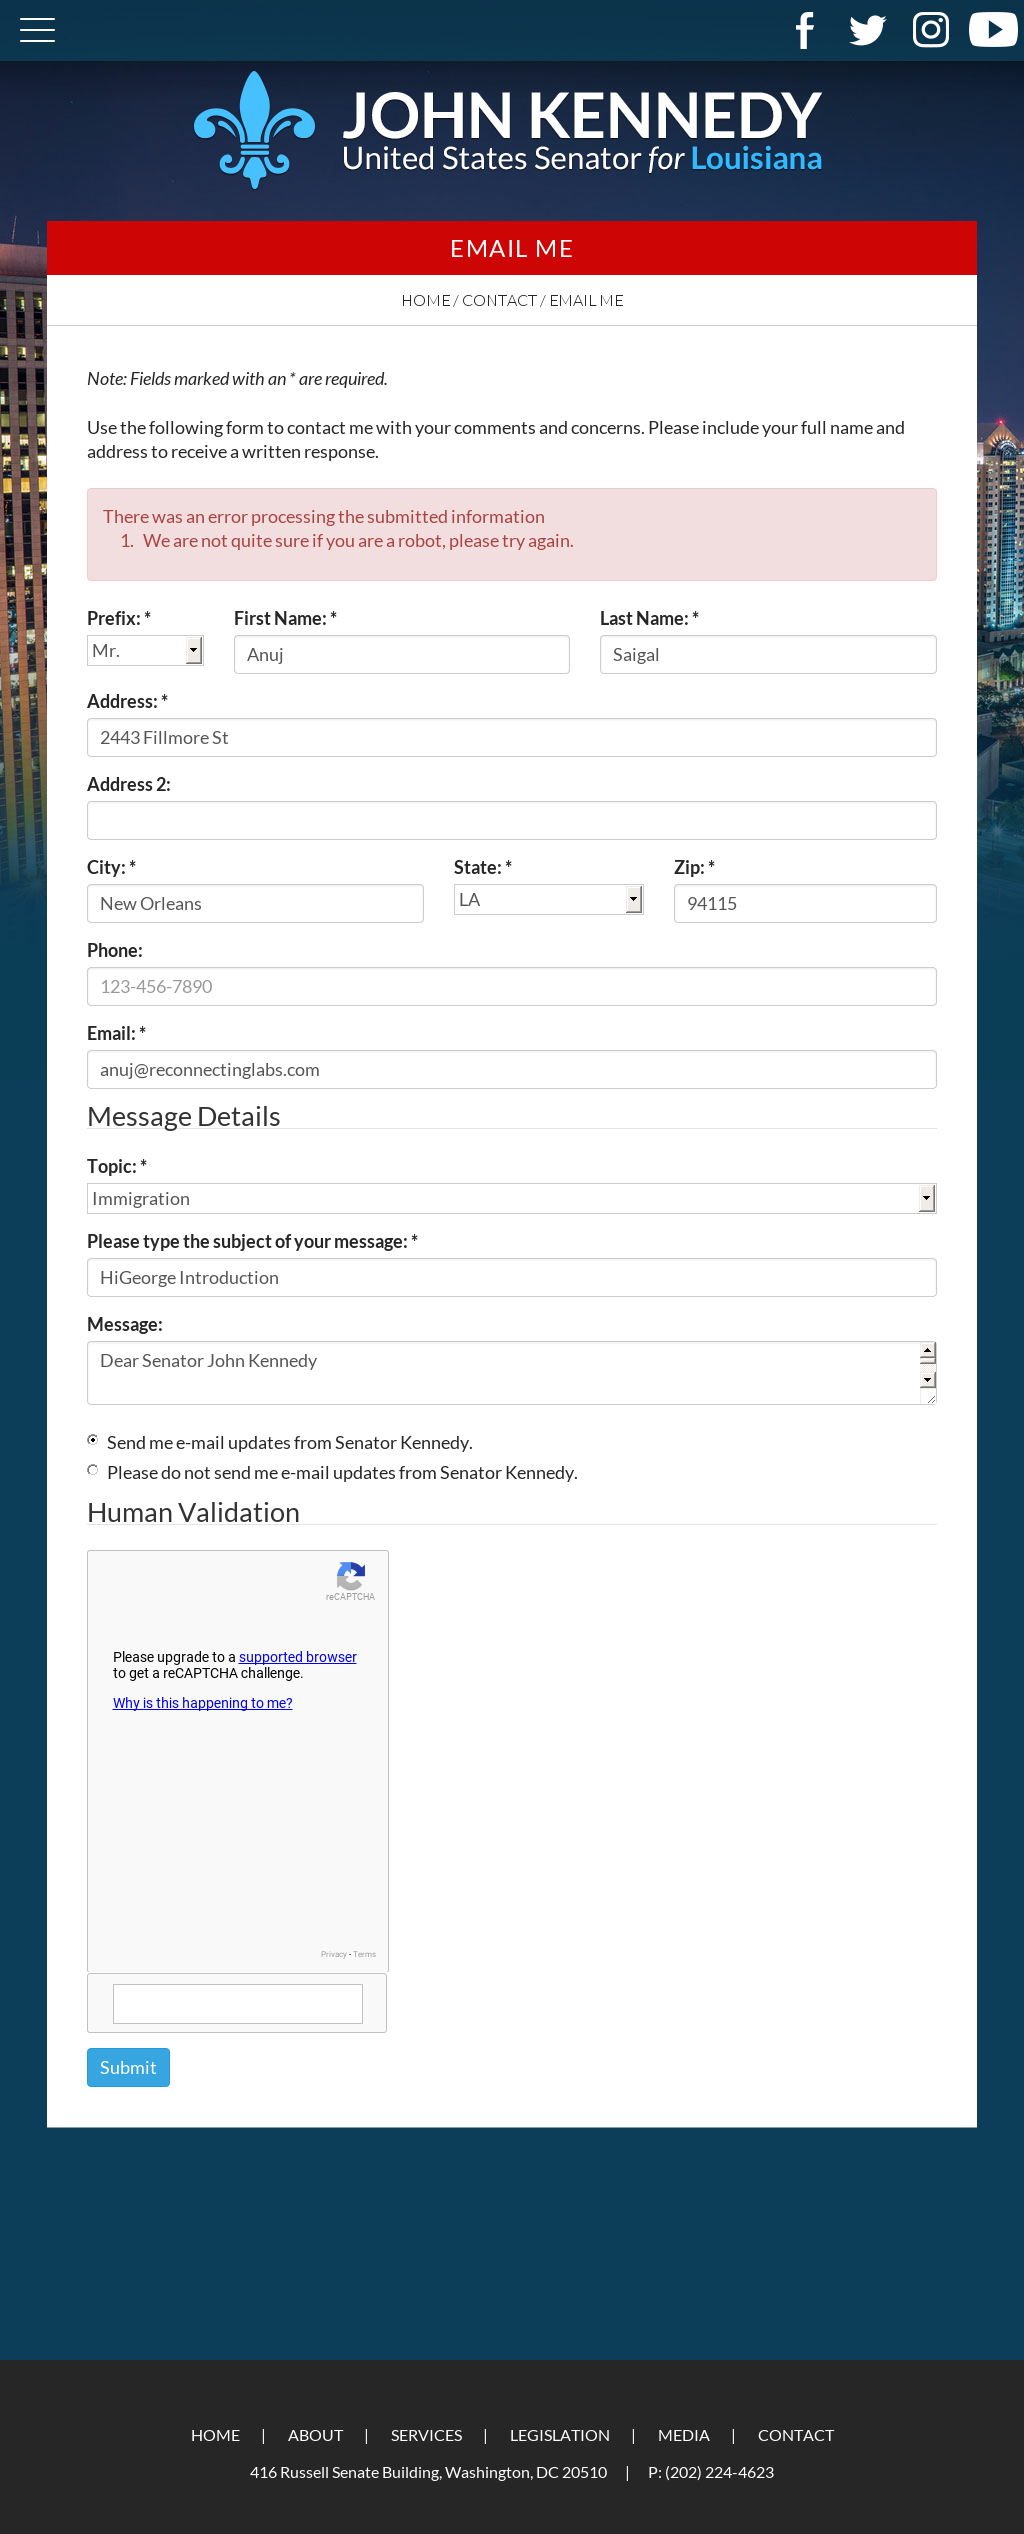 JOHN KENNEDY
United States Senator for Louisiana
EMAIL ME
HOME / CONTACT / EMAIL ME
Note: Fields marked with an * are required.
Use the following form to contact me with your comments and concerns. Please include your full name and
address to receive a written response.
There was an error processing the submitted information
1. We are not quite sure if you are a robot, please try again.
Prefix: * First Name: * Last Name: *
Mr. Anuj Saigal
Address: *
2443 Fillmore St
Address 2:
City: * State: * Zip: *
New Orleans LA 94115
Phone:
123-456-7890
Email: *
anuj@reconnectinglabs.com
Message Details
Topic: *
Immigration
Please type the subject of your message: *
HiGeorge Introduction
Message:
Dear Senator John Kennedy
Send me e-mail updates from Senator Kennedy.
Please do not send me e-mail updates from Senator Kennedy.
Human Validation
reCAPTCHA
Please upgrade to a supported browser
to get a reCAPTCHA challenge.
Why is this happening to me?
Privacy - Terms
Submit
HOME | ABOUT | SERVICES | LEGISLATION | MEDIA | CONTACT
416 Russell Senate Building, Washington, DC 20510 | P: (202) 224-4623